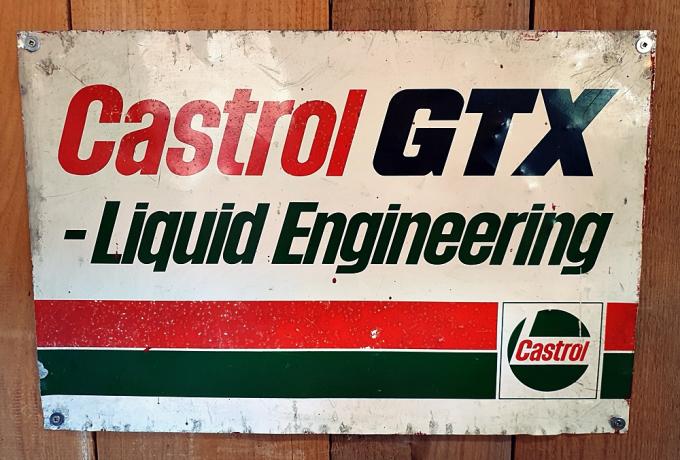 Castrol GTX
- Liquid Engineering
Castrol